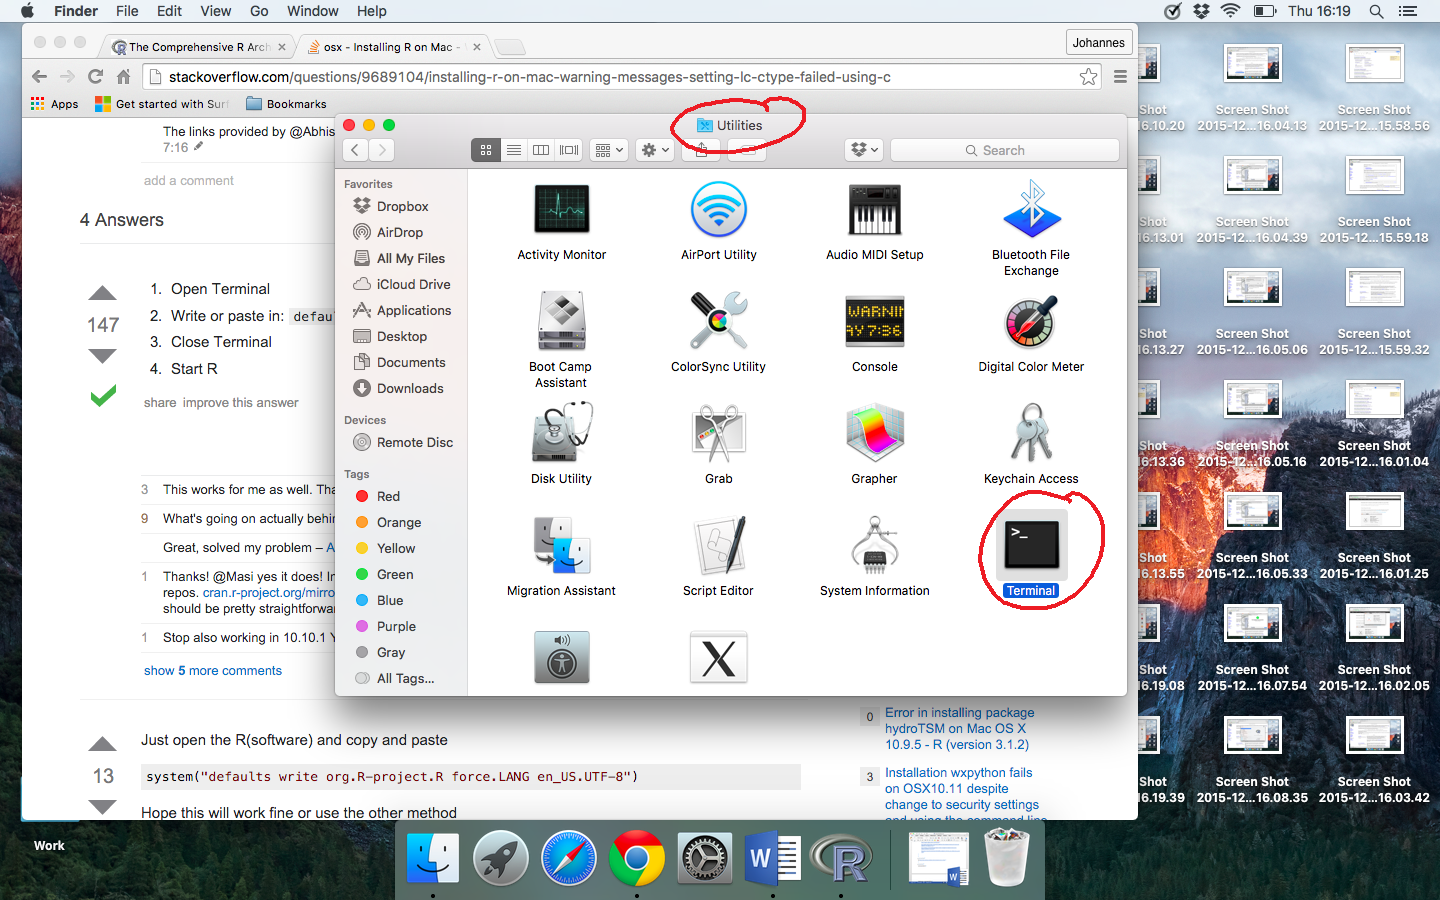 Finder File Edit View Go Window Help
Thu 16:19
The Comprehensive R Arch
osx - Installing R on Mac -
Johannes
stackoverflow.com/questions/9689104/installing-r-on-mac-warning-messages-setting-lc-ctype-failed-using-c
Apps
Get started with Surf
Bookmarks
The links provided by @Abhis
7:16
add a comment
4 Answers
147
1. Open Terminal
2. Write or paste in: defau
3. Close Terminal
4. Start R
share improve this answer
3 This works for me as well. Tha
9 What's going on actually behin
Great, solved my problem – A
1 Thanks! @Masi yes it does! In
repos. cran.r-project.org/mirro
should be pretty straightforwar
1 Stop also working in 10.10.1 Y
show 5 more comments
13
Just open the R(software) and copy and paste
system("defaults write org.R-project.R force.LANG en_US.UTF-8")
Hope this will work fine or use the other method
Utilities
Search
Favorites
Dropbox
AirDrop
All My Files
iCloud Drive
Applications
Desktop
Documents
Downloads
Devices
Remote Disc
Tags
Red
Orange
Yellow
Green
Blue
Purple
Gray
All Tags...
Activity Monitor
AirPort Utility
Audio MIDI Setup
Bluetooth File
Exchange
WARNIN
AY 7:36
Boot Camp
Assistant
ColorSync Utility
Console
Digital Color Meter
Disk Utility
Grab
Grapher
Keychain Access
>_
Migration Assistant
Script Editor
System Information
Terminal
X
0 Error in installing package
hydroTSM on Mac OS X
10.9.5 - R (version 3.1.2)
3 Installation wxpython fails
on OSX10.11 despite
change to security settings
and using the command line
Shot
16.10.20
Screen Shot
2015-12...16.04.13
Screen Shot
2015-12...15.58.56
Shot
16.13.01
Screen Shot
2015-12...16.04.39
Screen Shot
2015-12...15.59.18
Shot
16.13.27
Screen Shot
2015-12...16.05.06
Screen Shot
2015-12...15.59.32
Shot
16.13.36
Screen Shot
2015-12...16.05.16
Screen Shot
2015-12...16.01.04
Shot
16.13.55
Screen Shot
2015-12...16.05.33
Screen Shot
2015-12...16.01.25
Shot
16.19.08
Screen Shot
2015-12...16.07.54
Screen Shot
2015-12...16.02.05
Shot
16.19.39
Screen Shot
2015-12...16.08.35
Screen Shot
2015-12...16.03.42
Work
W
R
W